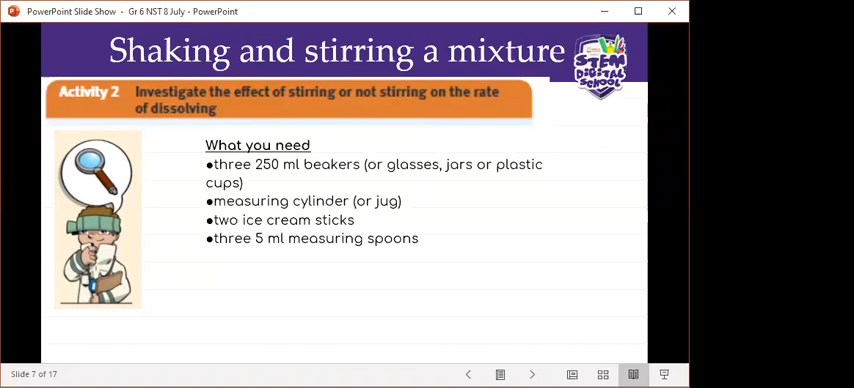 PowerPoint Slide Show - Gr 6 NST 8 July - PowerPoint
Shaking and stirring a mixture
STEM
DIGITAL
SCHOOL
Activity 2 Investigate the effect of stirring or not stirring on the rate
of dissolving
What you need
●three 250 ml beakers (or glasses, jars or plastic
cups)
●measuring cylinder (or jug)
●two ice cream sticks
●three 5 ml measuring spoons
Slide 7 of 17